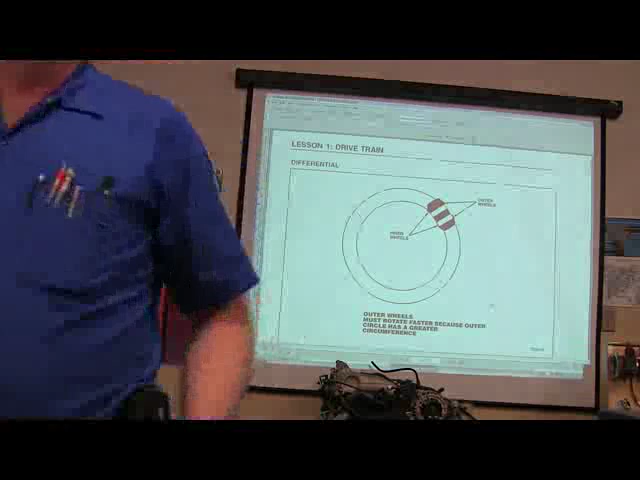 LESSON 1: DRIVE TRAIN
DIFFERENTIAL
OUTER
WHEELS
INNER
WHEELS
OUTER WHEELS
MUST ROTATE FASTER BECAUSE OUTER
CIRCLE HAS A GREATER
CIRCUMFERENCE